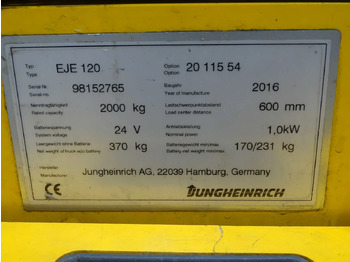 Typ EJE 120 Option 20 115 54
Type Option
Serial Nr. 98152765 Baujahr 2016
Serial-no. Year of manufacture
Nenntragfähigkeit 2000 kg Lastschwerpunktabstand 600 mm
Rated capacity Load center distance
Batteriespannung 24 V Antriebsleistung 1,0kW
System voltage Nominal power
Leergewicht ohne Batterie 370 kg Batteriegewicht min/max 170/231 kg
Net weight of truck w/o battery Battery net weight min/max
Hersteller Jungheinrich AG, 22039 Hamburg, Germany
Manufacturer
CE JUNGHEINRICH